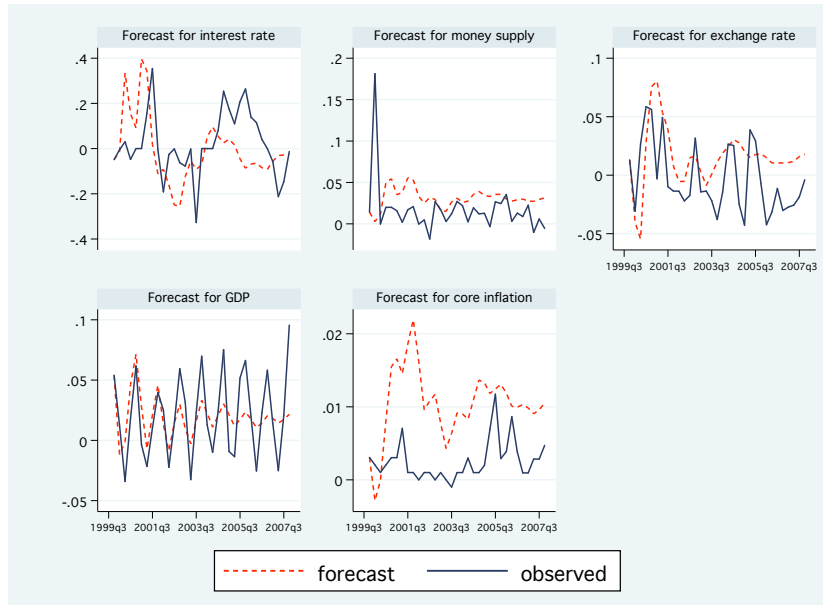 Forecast for interest rate
.4
.2
0
-.2
-.4
Forecast for money supply
.2
.15
.1
.05
0
Forecast for exchange rate
.1
.05
0
-.05
1999q3 2001q3 2003q3 2005q3 2007q3
Forecast for GDP
.1
.05
0
-.05
1999q3 2001q3 2003q3 2005q3 2007q3
Forecast for core inflation
.02
.01
0
1999q3 2001q3 2003q3 2005q3 2007q3
forecast observed